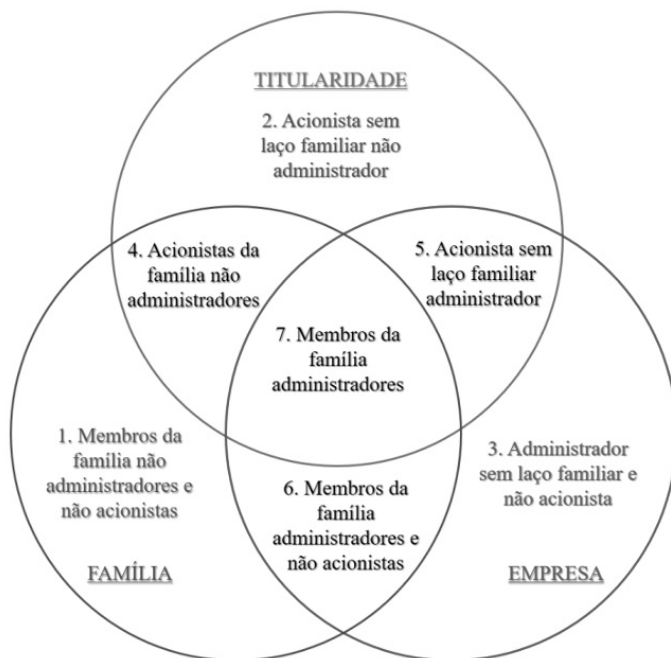 TITULARIDADE
2. Acionista sem
laço familiar não
administrador
4. Acionistas da
família não
administradores
5. Acionista sem
laço familiar
administrador
7. Membros da
família
administradores
1. Membros da
família não
administradores e
não acionistas
3. Administrador
sem laço familiar e
não acionista
6. Membros da
família
administradores e
não acionistas
FAMÍLIA
EMPRESA